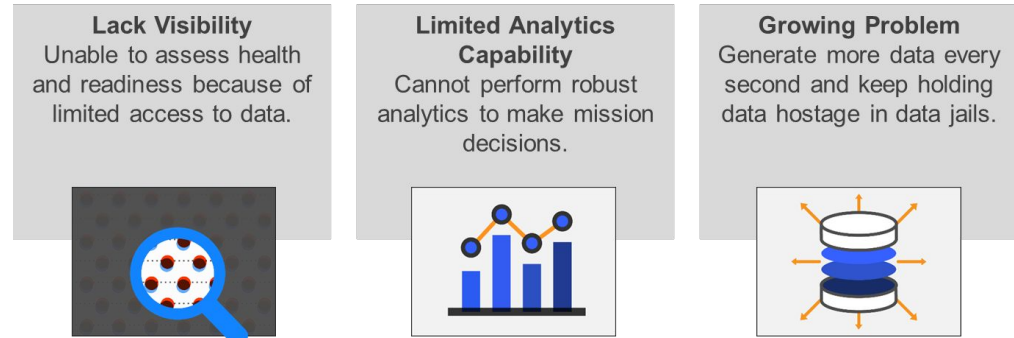 Lack Visibility
Unable to assess health
and readiness because of
limited access to data.
Limited Analytics
Capability
Cannot perform robust
analytics to make mission
decisions.
Growing Problem
Generate more data every
second and keep holding
data hostage in data jails.